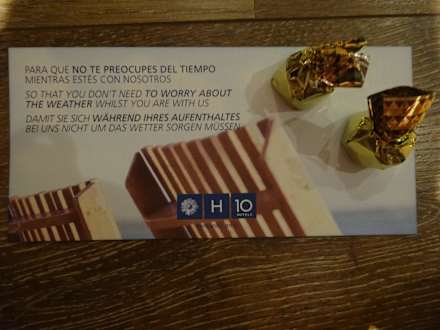 PARA QUE NO TE PREOCUPES DEL TIEMPO
MIENTRAS ESTÉS CON NOSOTROS
SO THAT YOU DON'T NEED TO WORRY ABOUT
THE WEATHER WHILST YOU ARE WITH US
DAMIT SIE SICH WÄHREND IHRES AUFENTHALTES
BEI UNS NICHT UM DAS WETTER SORGEN MÜSSEN
H 10
HOTELS